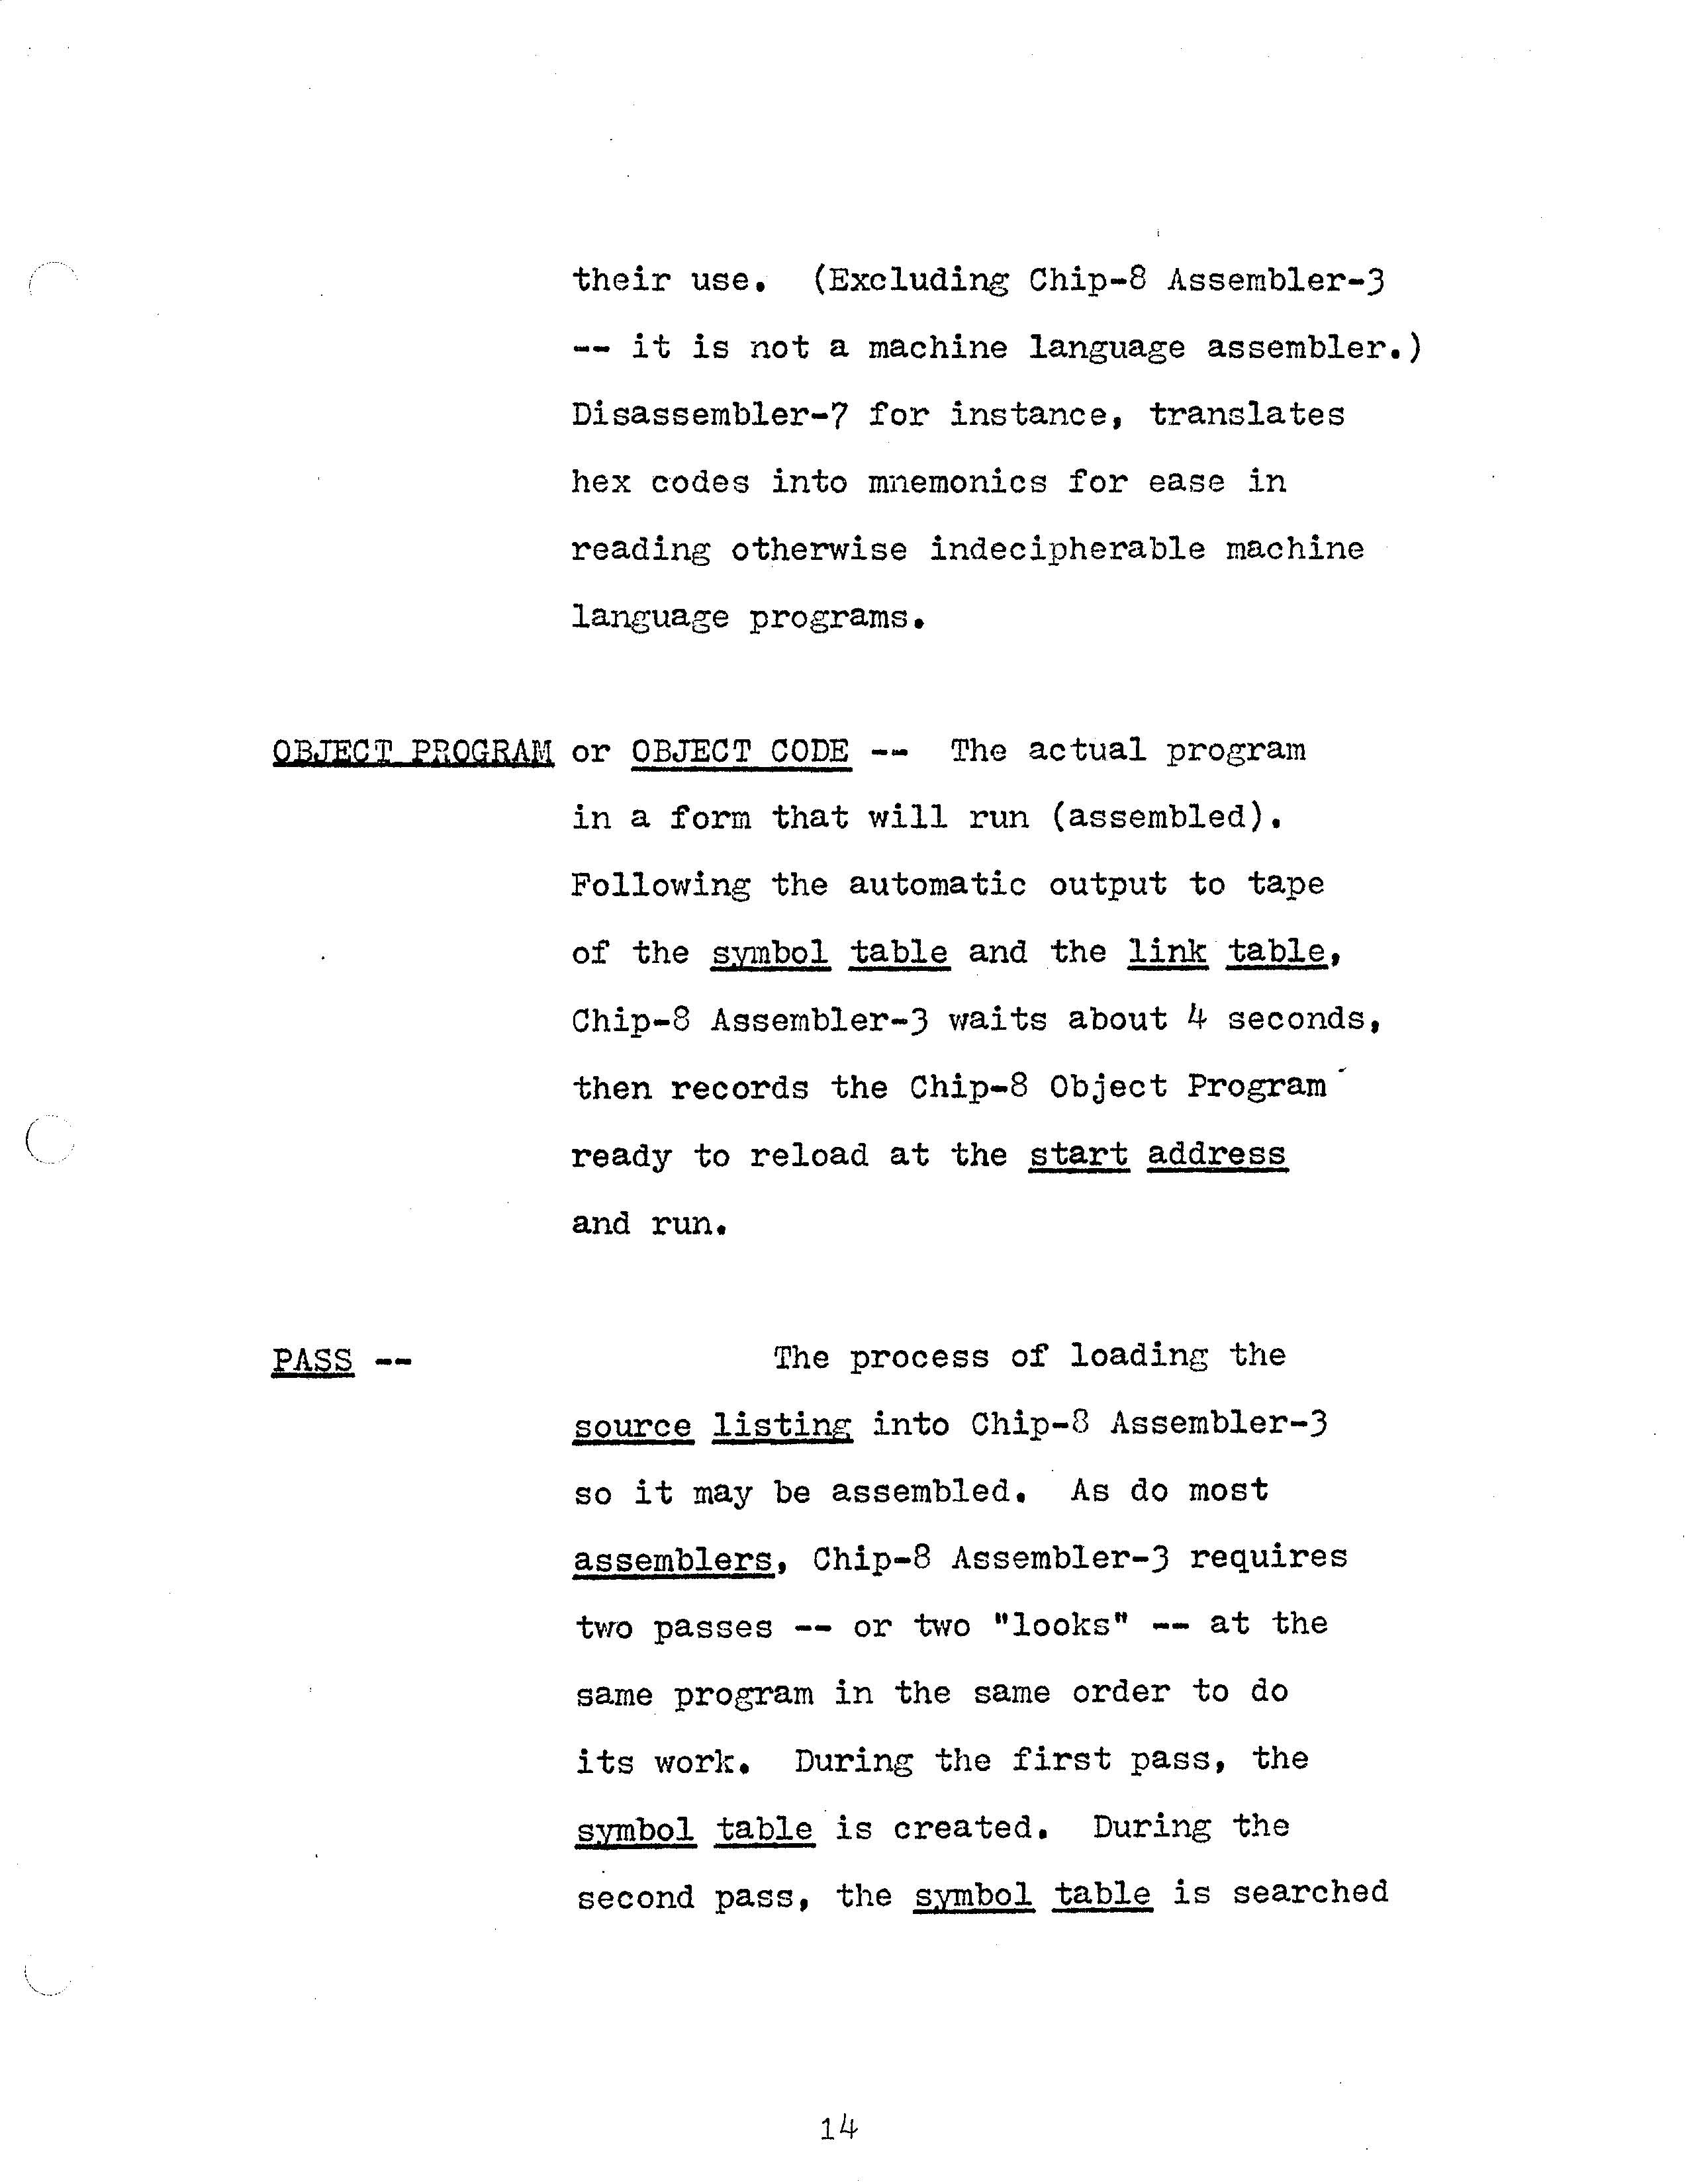 their use.  (Excluding Chip-8 Assembler-3
-- it is not a machine language assembler.)
Disassembler-7 for instance, translates
hex codes into mnemonics for ease in
reading otherwise indecipherable machine
language programs.
OBJECT PROGRAM or OBJECT CODE --  The actual program
in a form that will run (assembled).
Following the automatic output to tape
of the symbol table and the link table,
Chip-8 Assembler-3 waits about 4 seconds,
then records the Chip-8 Object Program
ready to reload at the start address
and run.
PASS -- The process of loading the
source listing into Chip-8 Assembler-3
so it may be assembled.  As do most
assemblers, Chip-8 Assembler-3 requires
two passes -- or two "looks" -- at the
same program in the same order to do
its work.  During the first pass, the
symbol table is created.  During the
second pass, the symbol table is searched
14